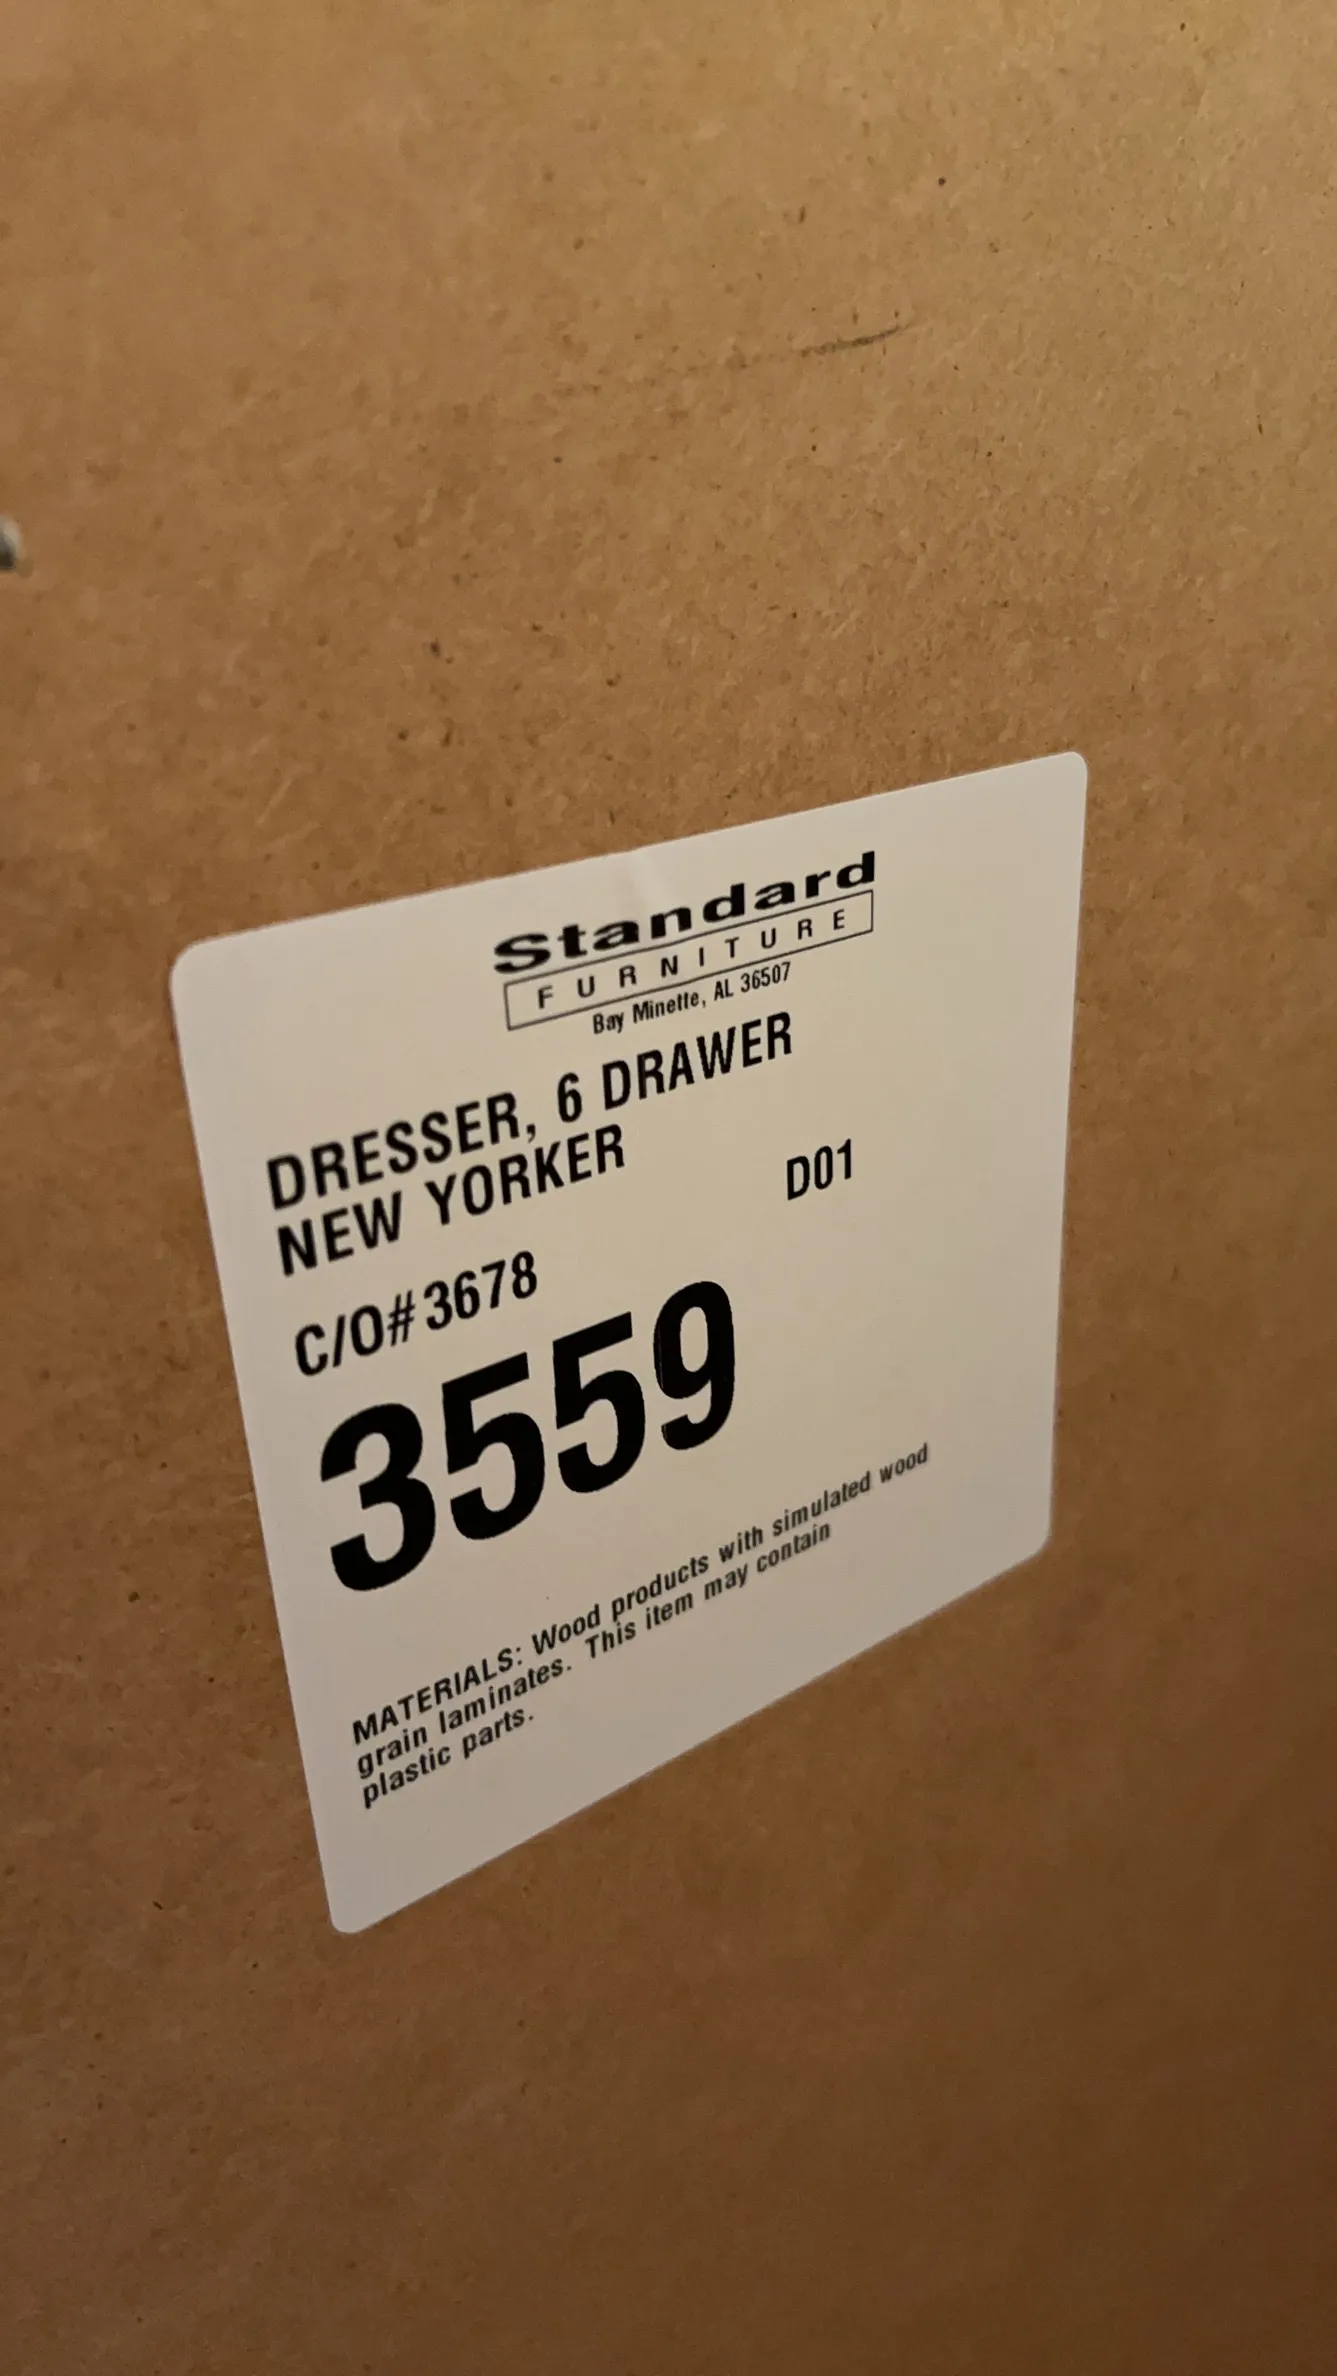 Standard
FURNITURE
Bay Minette, AL 36507
DRESSER, 6 DRAWER
NEW YORKER
D01
C/O#3678
3559
MATERIALS: Wood products with simulated wood
grain laminates. This item may contain
plastic parts.